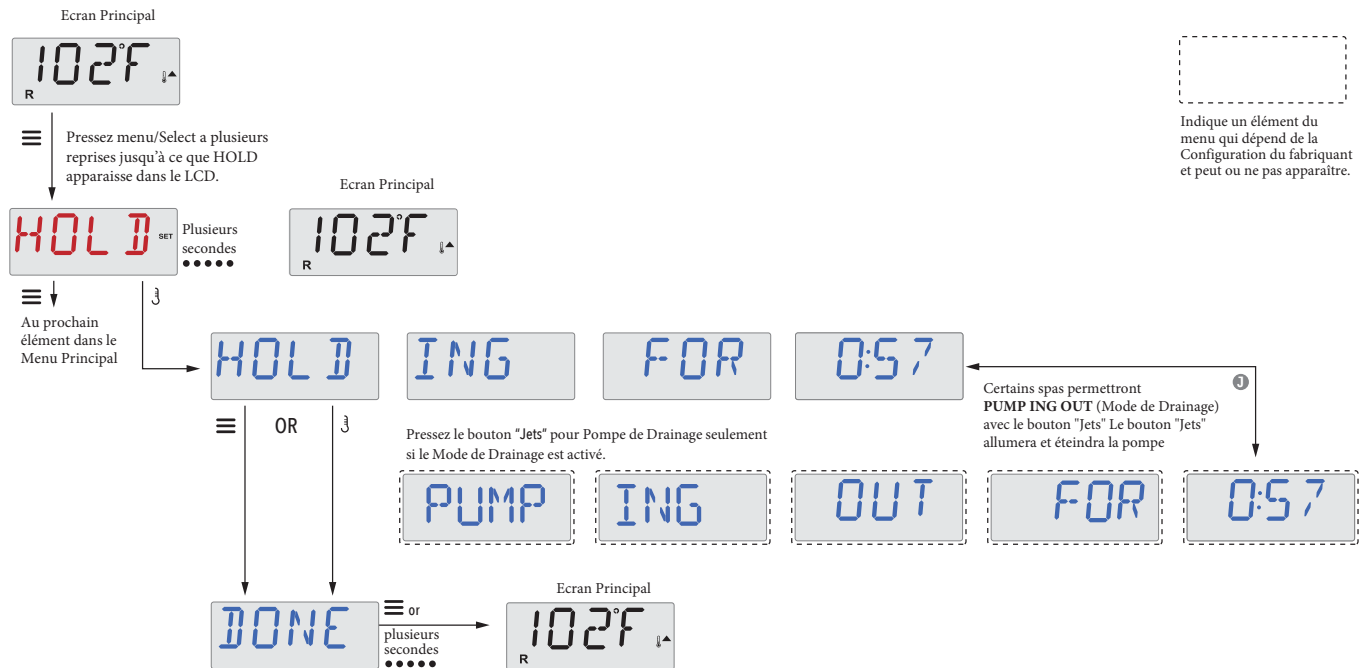 Ecran Principal
102°F
R
Pressez menu/Select a plusieurs
reprises jusqu'à ce que HOLD
apparaisse dans le LCD.
Indique un élément du
menu qui dépend de la
Configuration du fabriquant
et peut ou ne pas apparaître.
Ecran Principal
HOLD SET
Plusieurs
secondes
102°F
R
Au prochain
élément dans le
Menu Principal
HOLD ING FOR 0:57
OR
Certains spas permettront
PUMP ING OUT (Mode de Drainage)
avec le bouton "Jets" Le bouton "Jets"
allumera et éteindra la pompe
J
Pressez le bouton "Jets" pour Pompe de Drainage seulement
si le Mode de Drainage est activé.
PUMP ING OUT FOR 0:57
DONE
or
plusieurs
secondes
Ecran Principal
102°F
R